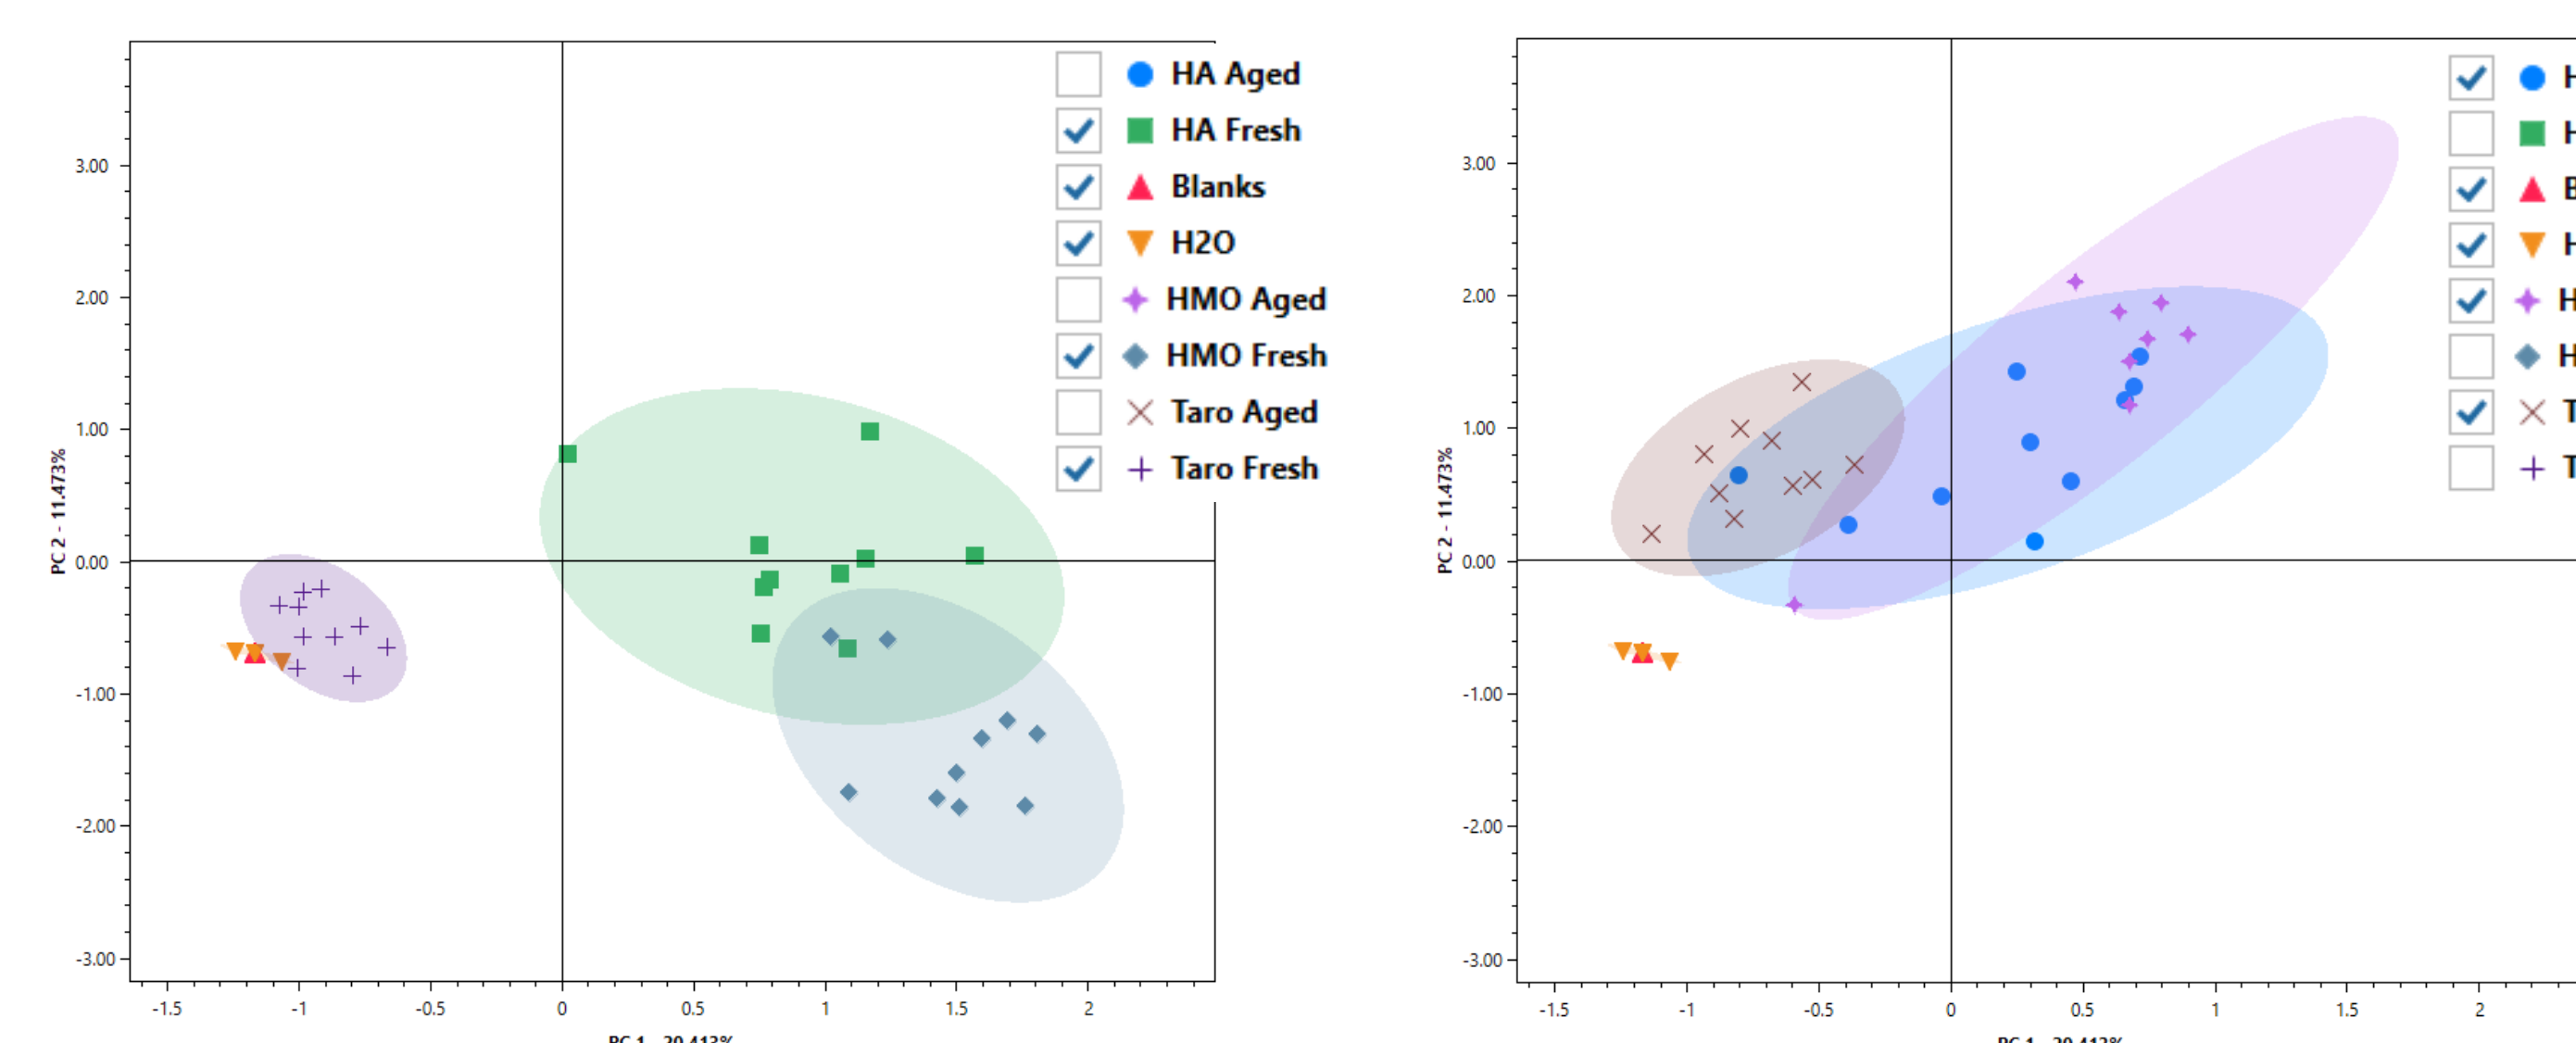 HA Aged
HA Fresh
Blanks
H2O
HMO Aged
HMO Fresh
Taro Aged
Taro Fresh
3.00
2.00
1.00
0.00
-1.00
-2.00
-3.00
PC 2 - 11.473%
-1.5 -1 -0.5 0 0.5 1 1.5 2
3.00
2.00
1.00
0.00
-1.00
-2.00
-3.00
PC 2 - 11.473%
-1.5 -1 -0.5 0 0.5 1 1.5 2